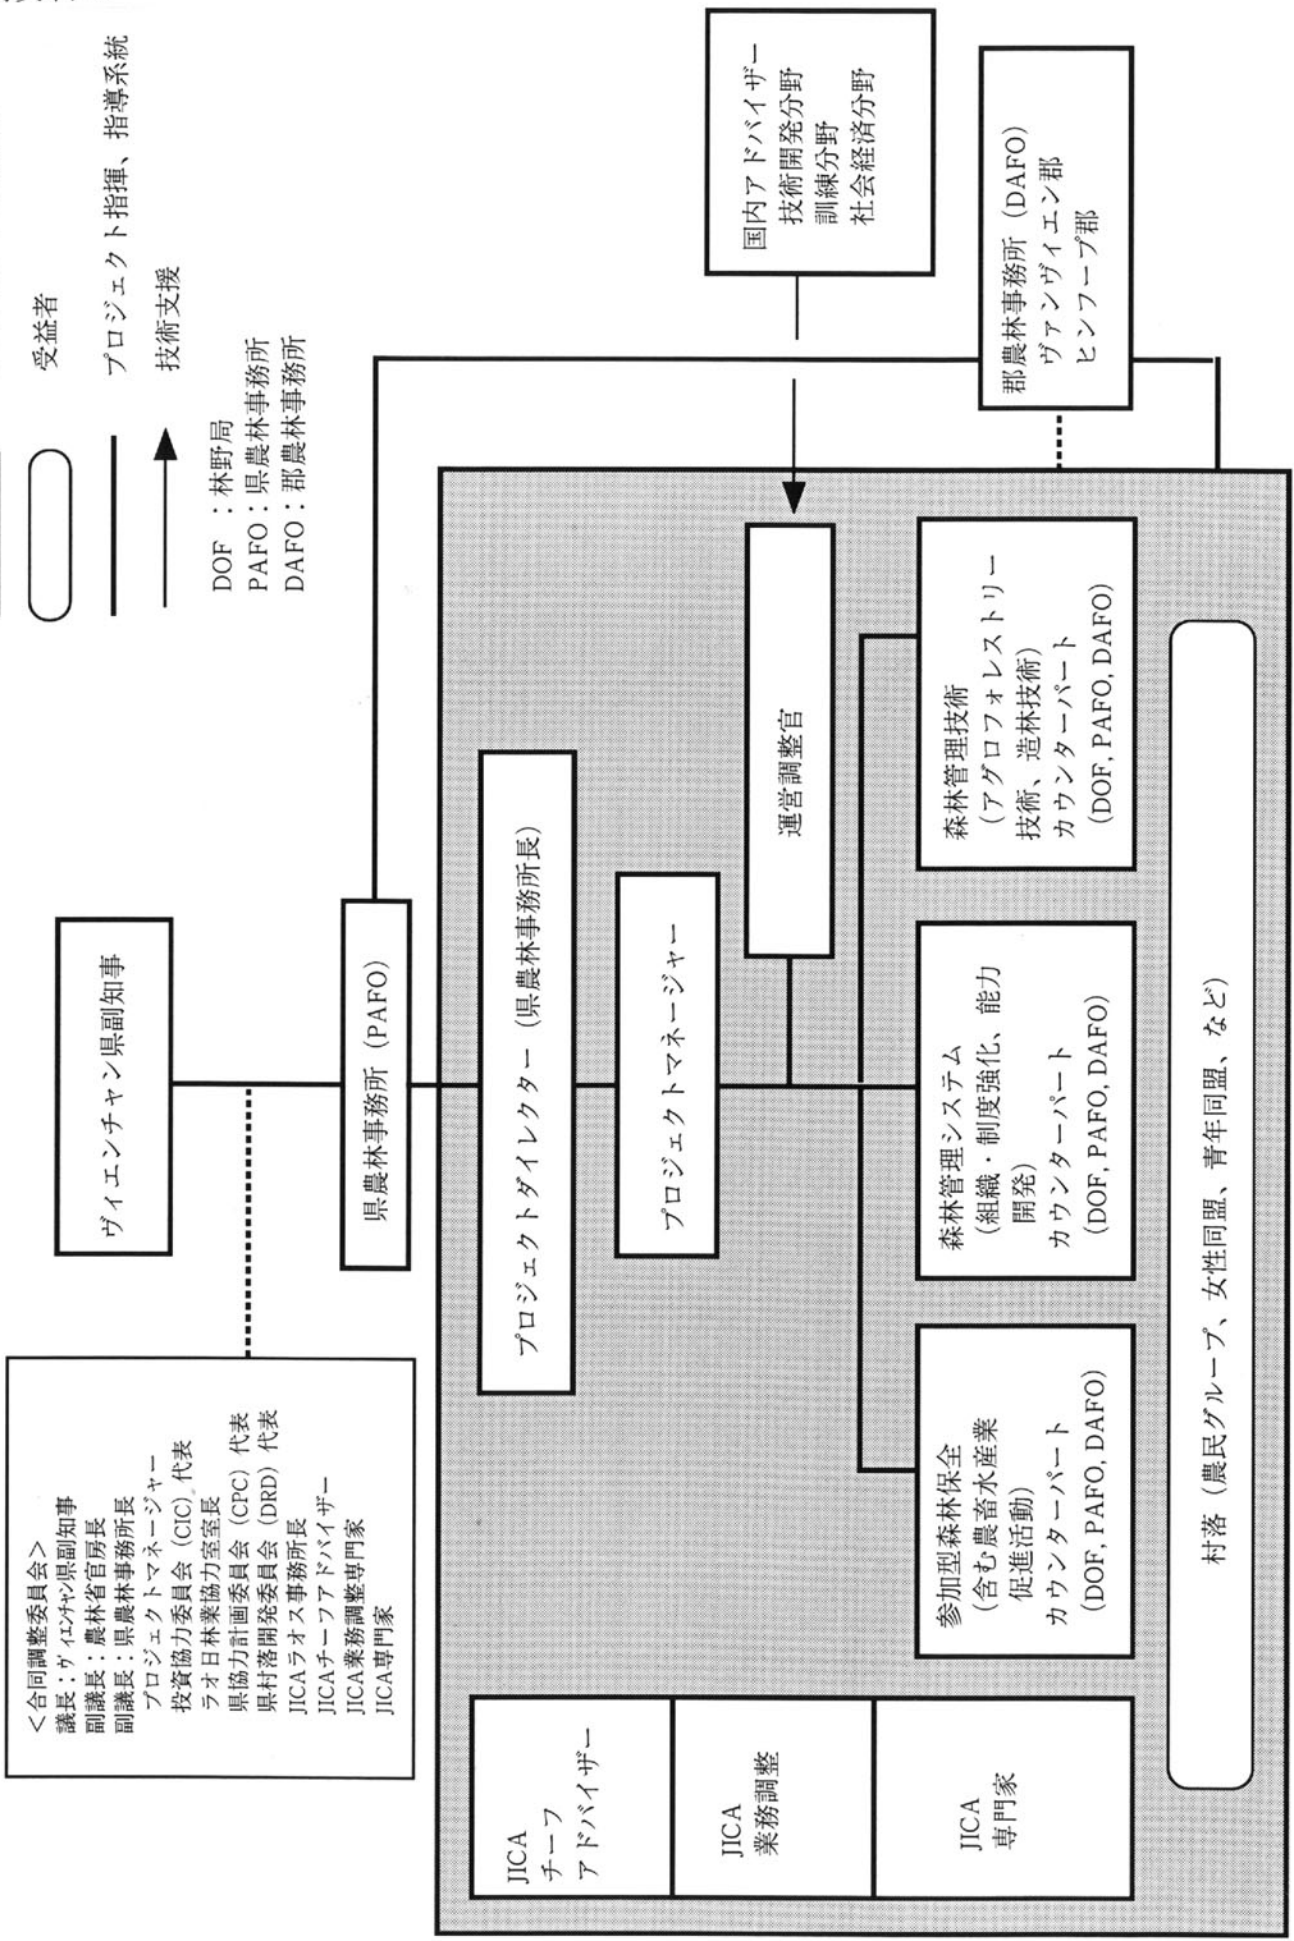 ＜合同調整委員会＞
議長：ヴィエンチャン県副知事
副議長：農林省官房長
副議長：県農林事務所長
プロジェクトマネージャー
投資協力委員会（CIC）代表
ラオ日林業協力室室長
県協力計画委員会（CPC）代表
県村落開発委員会（DRD）代表
JICAラオス事務所長
JICAチーフアドバイザー
JICA業務調整専門家
JICA専門家
ヴィエンチャン県副知事
受益者
プロジェクト指揮、指導系統
技術支援
DOF ：林野局
PAFO：県農林事務所
DAFO：郡農林事務所
県農林事務所（PAFO）
プロジェクトダイレクター（県農林事務所長）
プロジェクトマネージャー
運営調整官
国内アドバイザー
技術開発分野
訓練分野
社会経済分野
JICA
チーフ
アドバイザー
JICA
業務調整
JICA
専門家
参加型森林保全
（含む農畜水産業
促進活動）
カウンターパート
(DOF, PAFO, DAFO)
森林管理システム
（組織・制度強化、能力
開発）
カウンターパート
(DOF, PAFO, DAFO)
森林管理技術
（アグロフォレストリー
技術、造林技術）
カウンターパート
(DOF, PAFO, DAFO)
郡農林事務所（DAFO）
ヴァンヴィエン郡
ヒンフープ郡
村落（農民グループ、女性同盟、青年同盟、など）